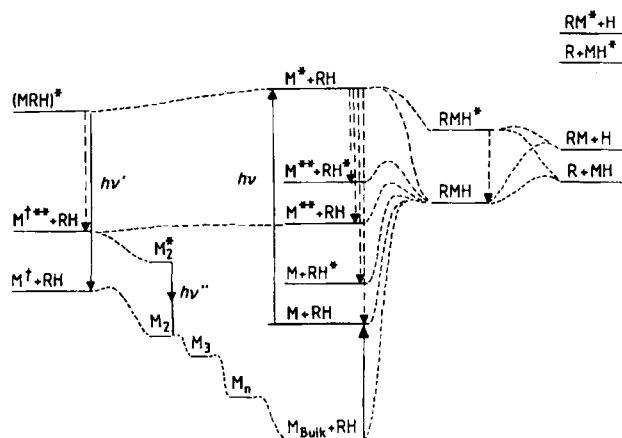 RM* + H
R + MH*
M* + RH
(MRH)*
RMH*
RM + H
hν'
hν
M** + RH*
R + MH
RMH
M†** + RH
M** + RH
M₂*
M + RH*
M† + RH
hν''
M₂
M + RH
M₃
Mₙ
M_Bulk + RH